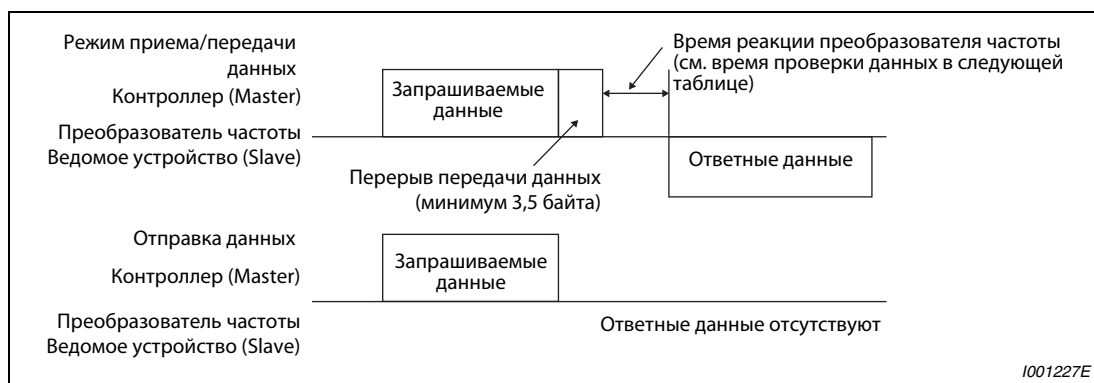 Режим приема/передачи
данных
Контроллер (Master)
Преобразователь частоты
Ведомое устройство (Slave)
Запрашиваемые
данные
Время реакции преобразователя частоты
(см. время проверки данных в следующей
таблице)
Ответные данные
Перерыв передачи данных
(минимум 3,5 байта)
Отправка данных
Контроллер (Master)
Запрашиваемые
данные
Преобразователь частоты
Ведомое устройство (Slave)
Ответные данные отсутствуют
I001227E